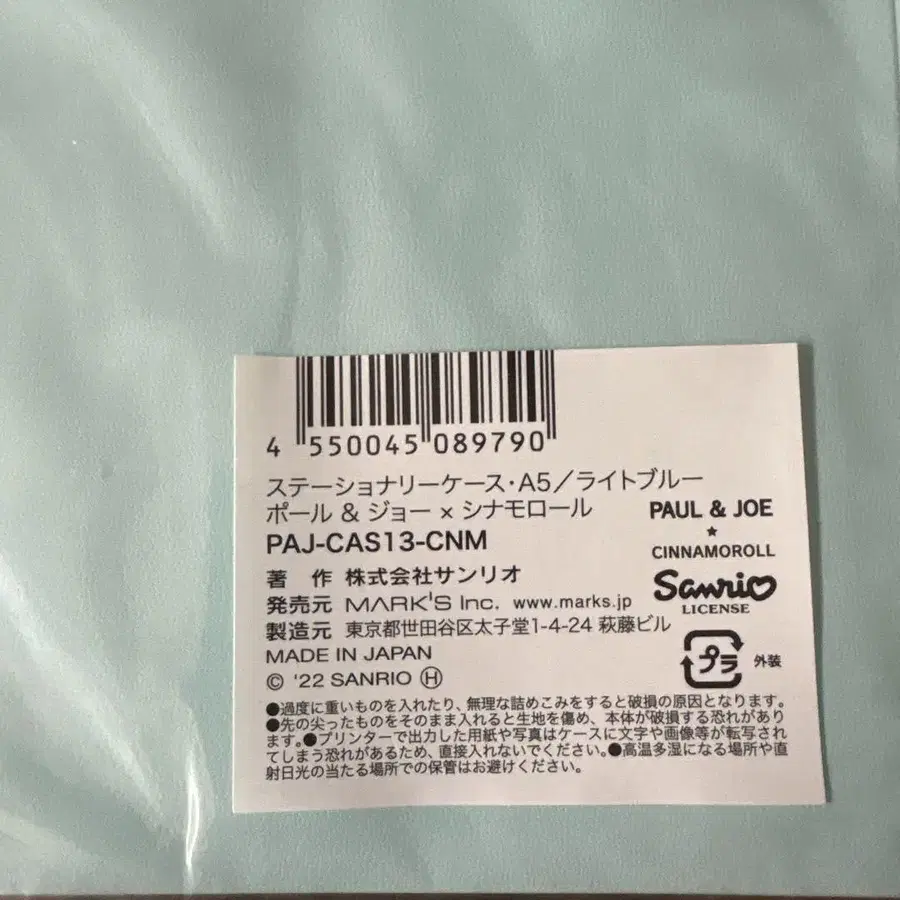 4 550045 089790
ステーショナリーケース・A5/ライトブルー
ポール & ジョー × シナモロール
PAJ-CAS13-CNM
PAUL & JOE
★
CINNAMOROLL
Sanrio
LICENSE
著 作 株式会社サンリオ
発売元 MARK'S Inc. www.marks.jp
製造元 東京都世田谷区太子堂1-4-24 萩藤ビル
MADE IN JAPAN
© '22 SANRIO Ⓗ
プラ 外装
●過度に重いものを入れたり、無理な詰めこみをすると破損の原因となります。
●先の尖ったものをそのまま入れると生地を傷め、本体が破損する恐れがあり
ます。●プリンターで出力した用紙や写真はケースに文字や画像等が転写され
てしまう恐れがあるため、直接入れないでください。●高温多湿になる場所や直
射日光の当たる場所での保管はお避けください。